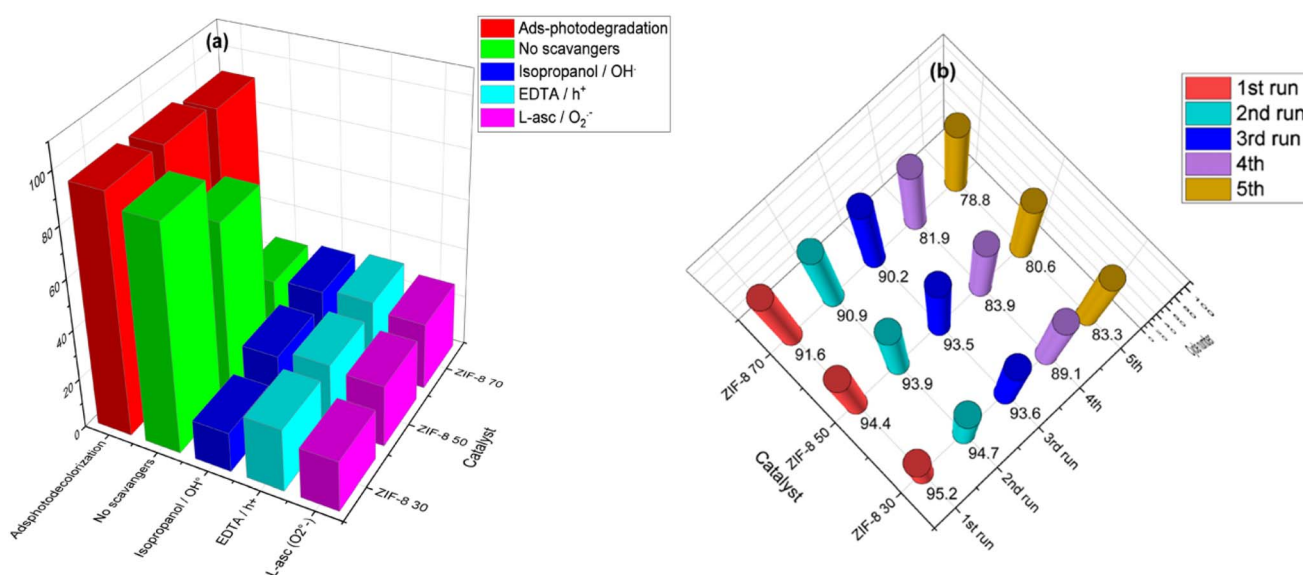 (a)
Ads-photodegradation
No scavangers
Isopropanol / OH·
EDTA / h⁺
L-asc / O₂·⁻
100
80
60
40
20
0
Adsphotodecolorization
No scavangers
Isopropanol / OH°
EDTA / h+
L-asc (O2°-)
ZIF-8 30
ZIF-8 50
ZIF-8 70
Catalyst
(b)
1st run
2nd run
3rd run
4th
5th
78.8
81.9
80.6
90.2
83.9
90.9
83.3
91.6
93.5
89.1
93.9
93.6
94.4
94.7
95.2
ZIF-8 70
ZIF-8 50
ZIF-8 30
Catalyst
1st run
2nd run
3rd run
4th
5th